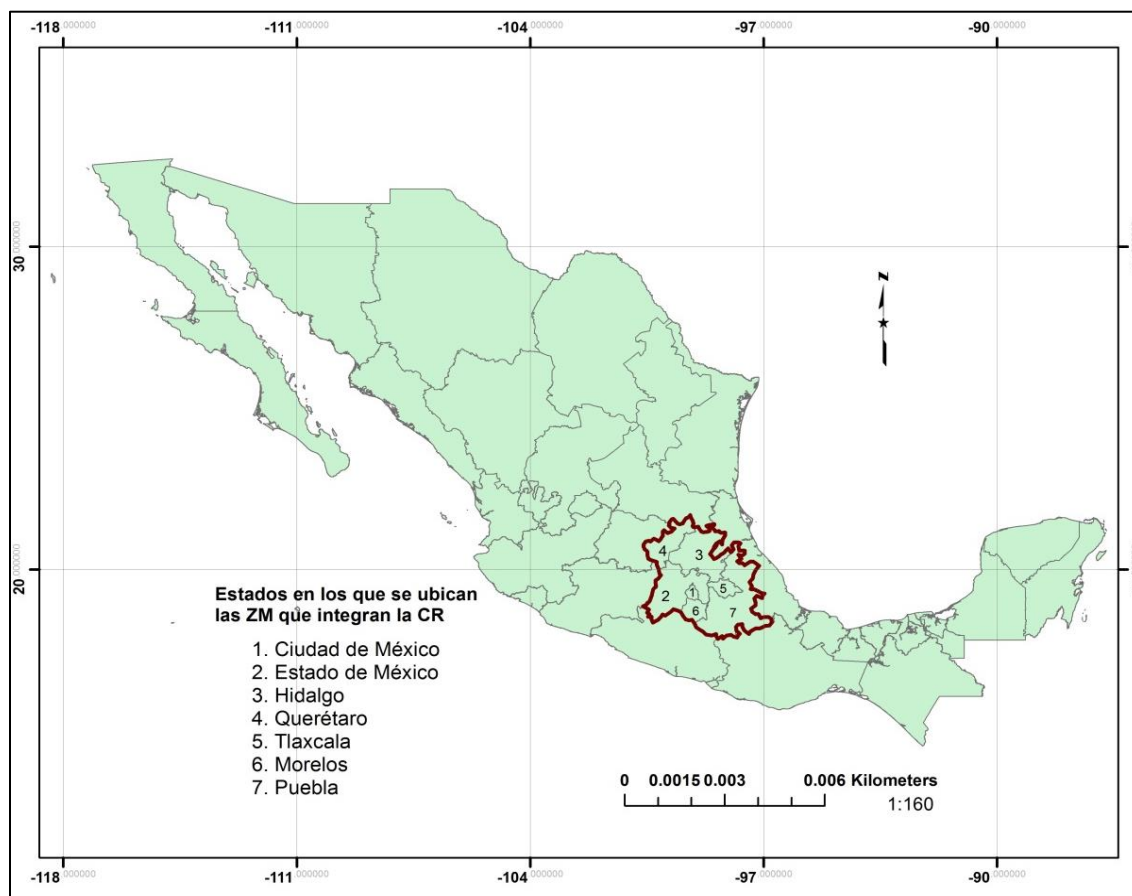 -118.000000 -111.000000 -104.000000 -97.000000 -90.000000
30.000000
N
20.000000
4 3
2 1 5
6 7
Estados en los que se ubican
las ZM que integran la CR
1. Ciudad de México
2. Estado de México
3. Hidalgo
4. Querétaro
5. Tlaxcala
6. Morelos
7. Puebla
0 0.0015 0.003 0.006 Kilometers
1:160
-118.000000 -111.000000 -104.000000 -97.000000 -90.000000